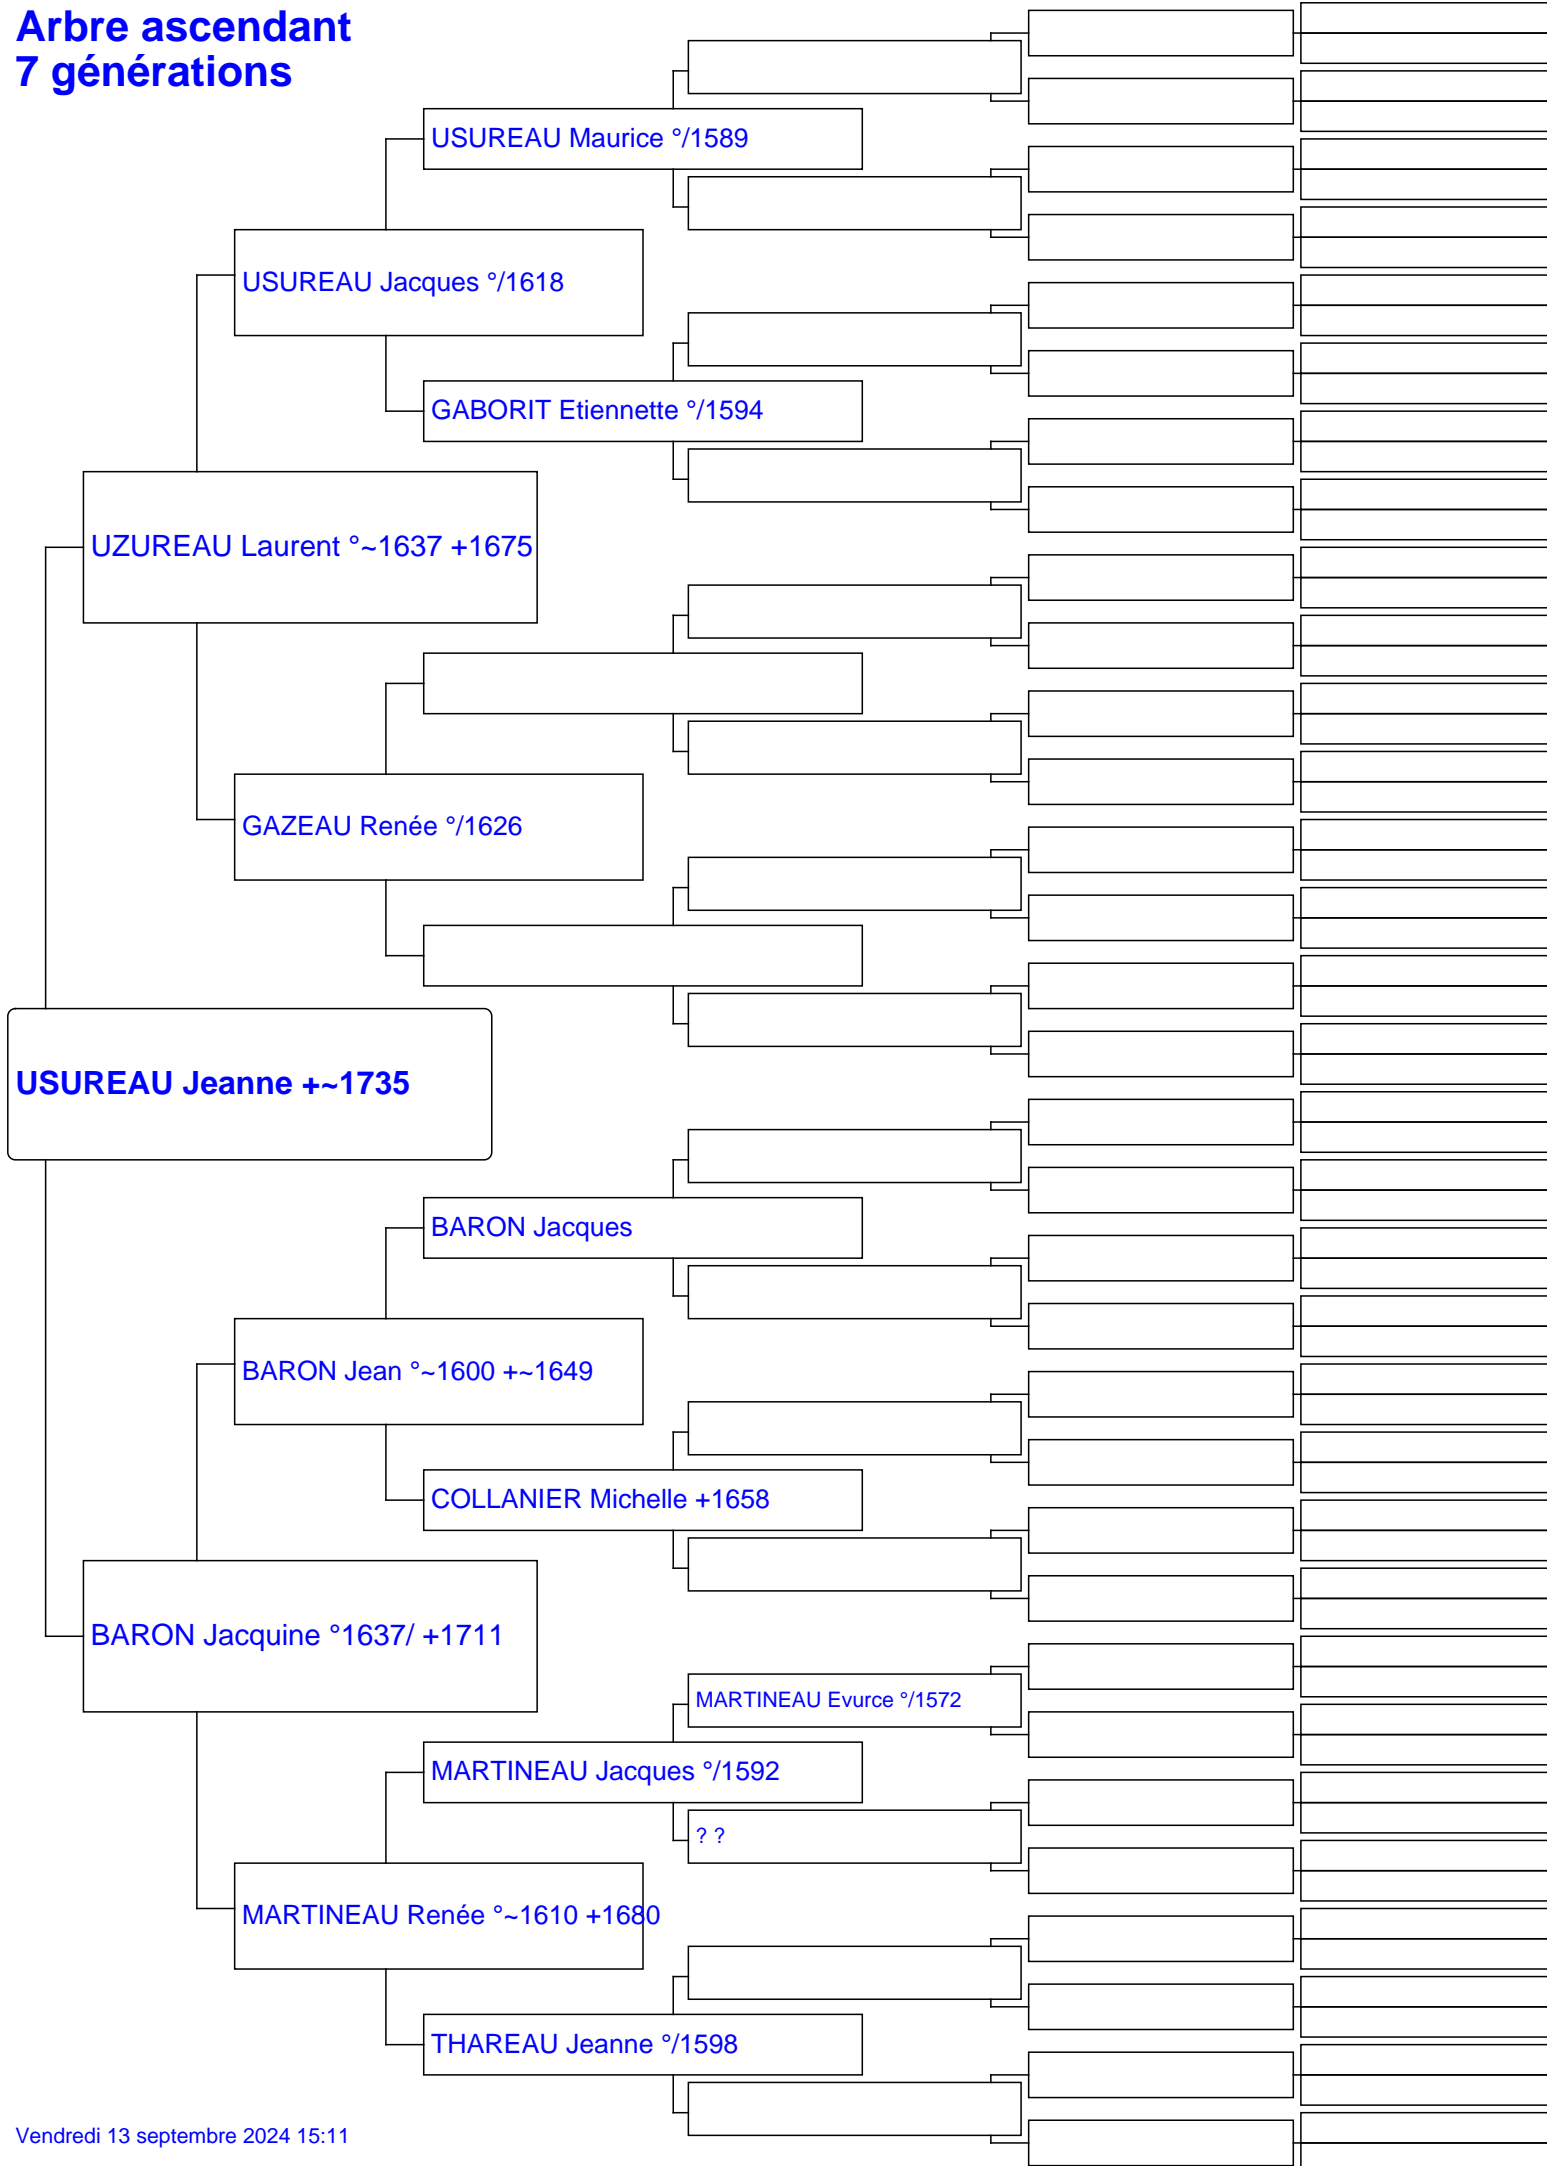 Arbre ascendant
7 générations
USUREAU Maurice °/1589
USUREAU Jacques °/1618
GABORIT Etiennette °/1594
UZUREAU Laurent °~1637 +1675
GAZEAU Renée °/1626
USUREAU Jeanne +~1735
BARON Jacques
BARON Jean °~1600 +~1649
COLLANIER Michelle +1658
BARON Jacquine °1637/ +1711
MARTINEAU Evurce °/1572
MARTINEAU Jacques °/1592
? ?
MARTINEAU Renée °~1610 +1680
THAREAU Jeanne °/1598
Vendredi 13 septembre 2024 15:11